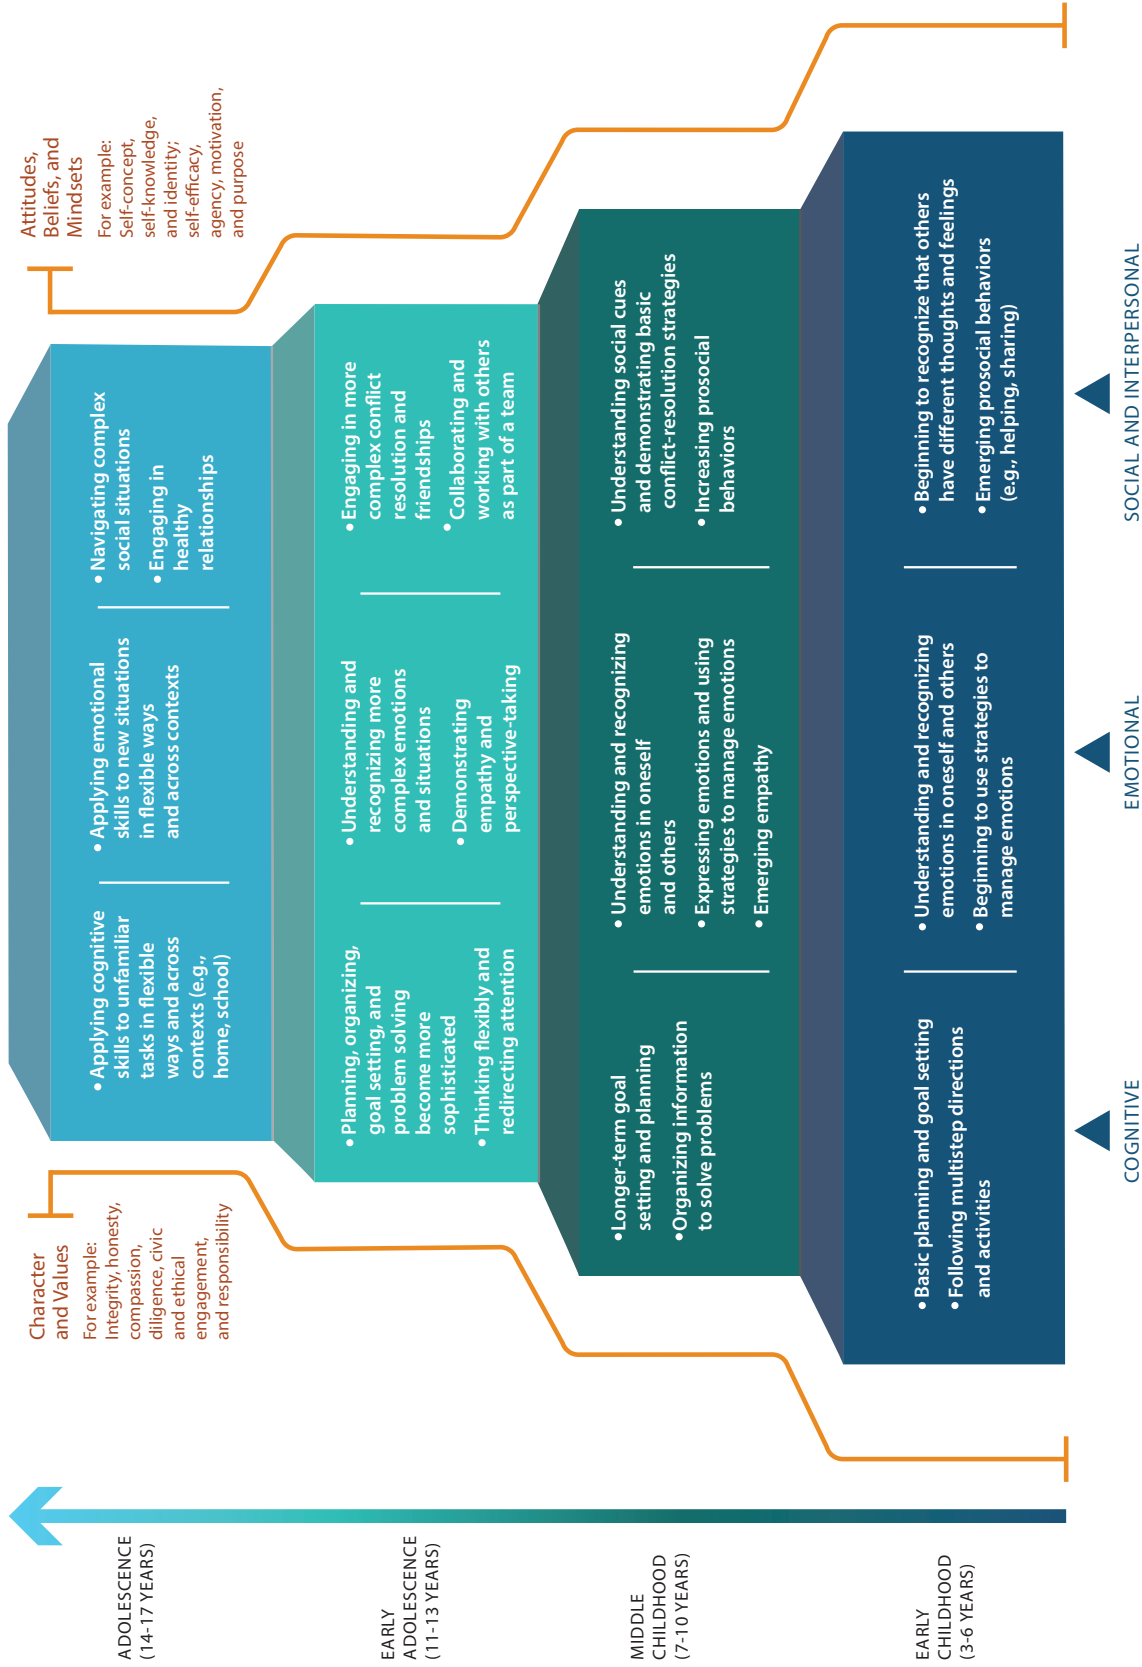 Character
and Values
For example:
Integrity, honesty,
compassion,
diligence, civic
and ethical
engagement,
and responsibility
Attitudes,
Beliefs, and
Mindsets
For example:
Self-concept,
self-knowledge,
and identity;
self-efficacy,
agency, motivation,
and purpose
ADOLESCENCE
(14-17 YEARS)
• Applying cognitive
skills to unfamiliar
tasks in flexible
ways and across
contexts (e.g.,
home, school)
• Applying emotional
skills to new situations
in flexible ways
and across contexts
• Navigating complex
social situations
• Engaging in
healthy
relationships
EARLY
ADOLESCENCE
(11-13 YEARS)
• Planning, organizing,
goal setting, and
problem solving
become more
sophisticated
• Thinking flexibly and
redirecting attention
• Understanding and
recognizing more
complex emotions
and situations
• Demonstrating
empathy and
perspective-taking
• Engaging in more
complex conflict
resolution and
friendships
• Collaborating and
working with others
as part of a team
MIDDLE
CHILDHOOD
(7-10 YEARS)
• Longer-term goal
setting and planning
• Organizing information
to solve problems
• Understanding and recognizing
emotions in oneself
and others
• Expressing emotions and using
strategies to manage emotions
• Emerging empathy
• Understanding social cues
and demonstrating basic
conflict-resolution strategies
• Increasing prosocial
behaviors
EARLY
CHILDHOOD
(3-6 YEARS)
• Basic planning and goal setting
• Following multistep directions
and activities
• Understanding and recognizing
emotions in oneself and others
• Beginning to use strategies to
manage emotions
• Beginning to recognize that others
have different thoughts and feelings
• Emerging prosocial behaviors
(e.g., helping, sharing)
COGNITIVE
EMOTIONAL
SOCIAL AND INTERPERSONAL